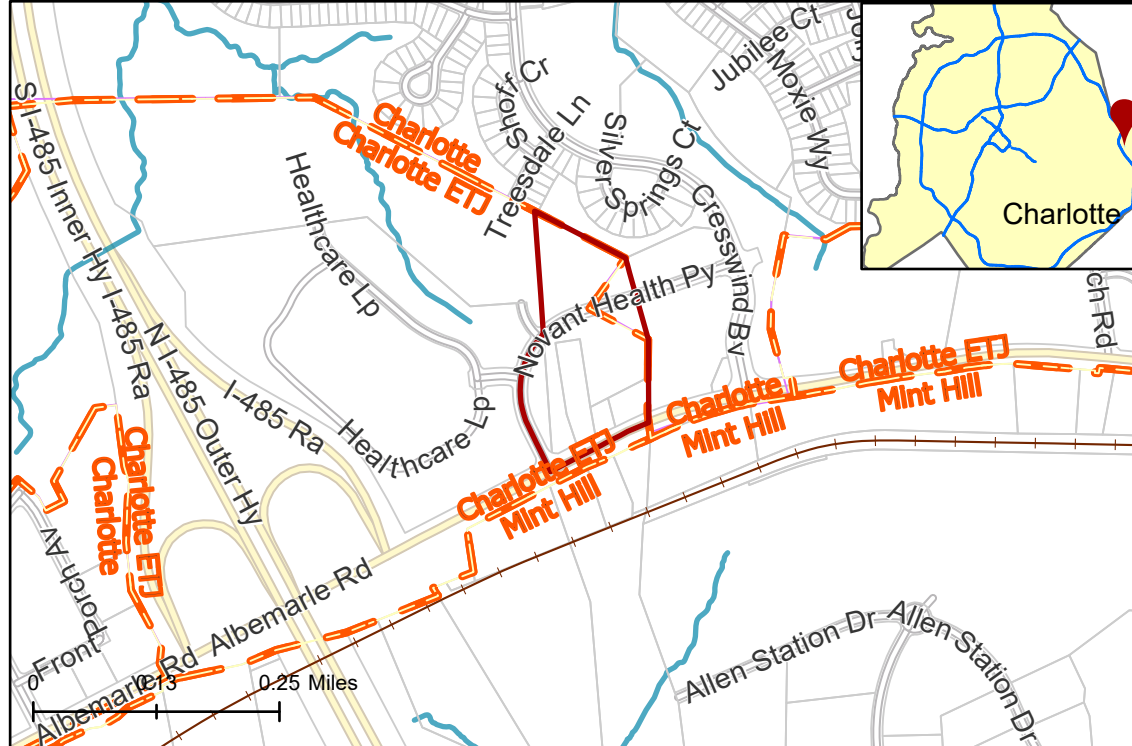 Jubilee Ct
Moxie Wy
Shoff Cr
Treesdale Ln
Silver Springs Ct
Cresswind Bv
Charlotte
Charlotte ETJ
Charlotte
S I-485 Inner Hy
I-485 Ra
N I-485 Outer Hy
I-485 Ra
Healthcare Lp
Healthcare Lp
Novant Health Py
ch Rd
Charlotte ETJ
Mint Hill
Charlotte
Mint Hill
Charlotte ETJ
Mint Hill
Charlotte ETJ
Charlotte
Porch Av
Front
Albemarle Rd
Albemarle Rd
Allen Station Dr
Allen Station Dr
0
0.13
0.25 Miles